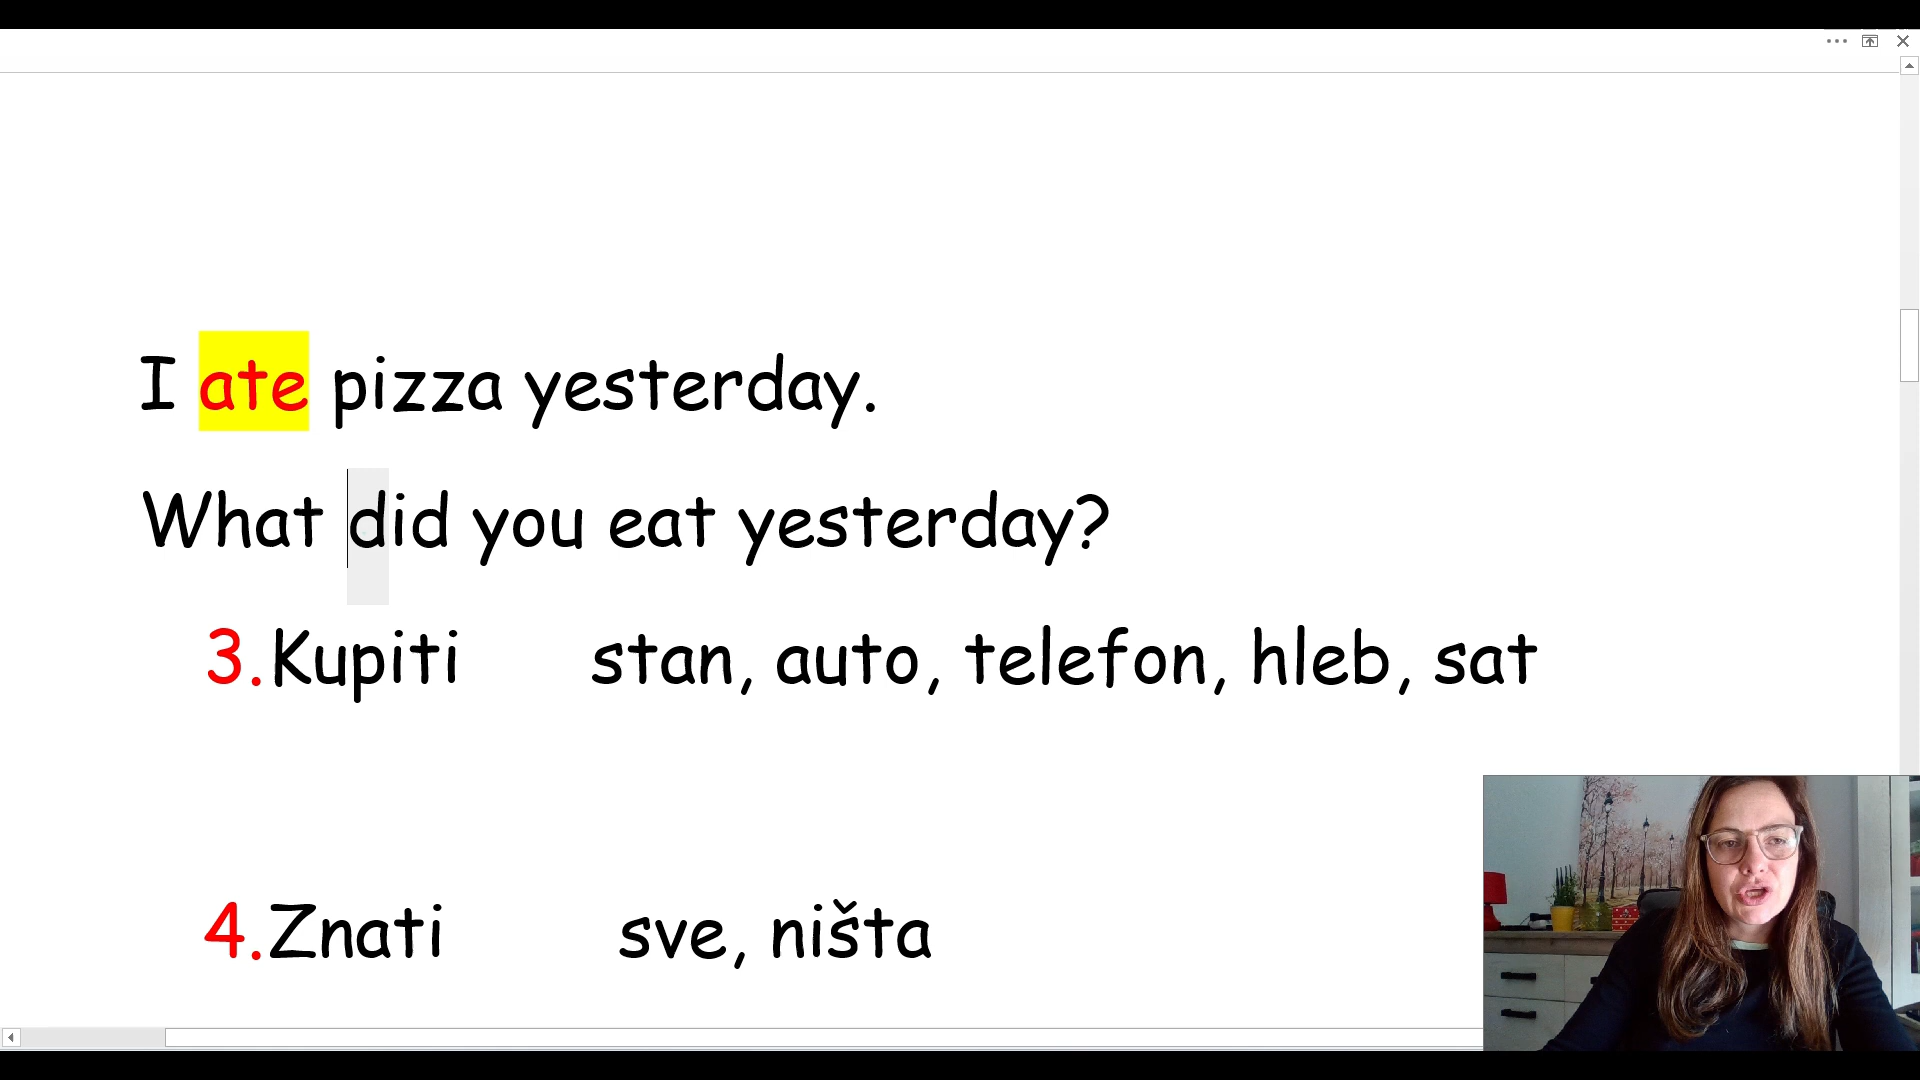 I ate pizza yesterday.
What did you eat yesterday?
3. Kupiti stan, auto, telefon, hleb, sat
4. Znati sve, ništa